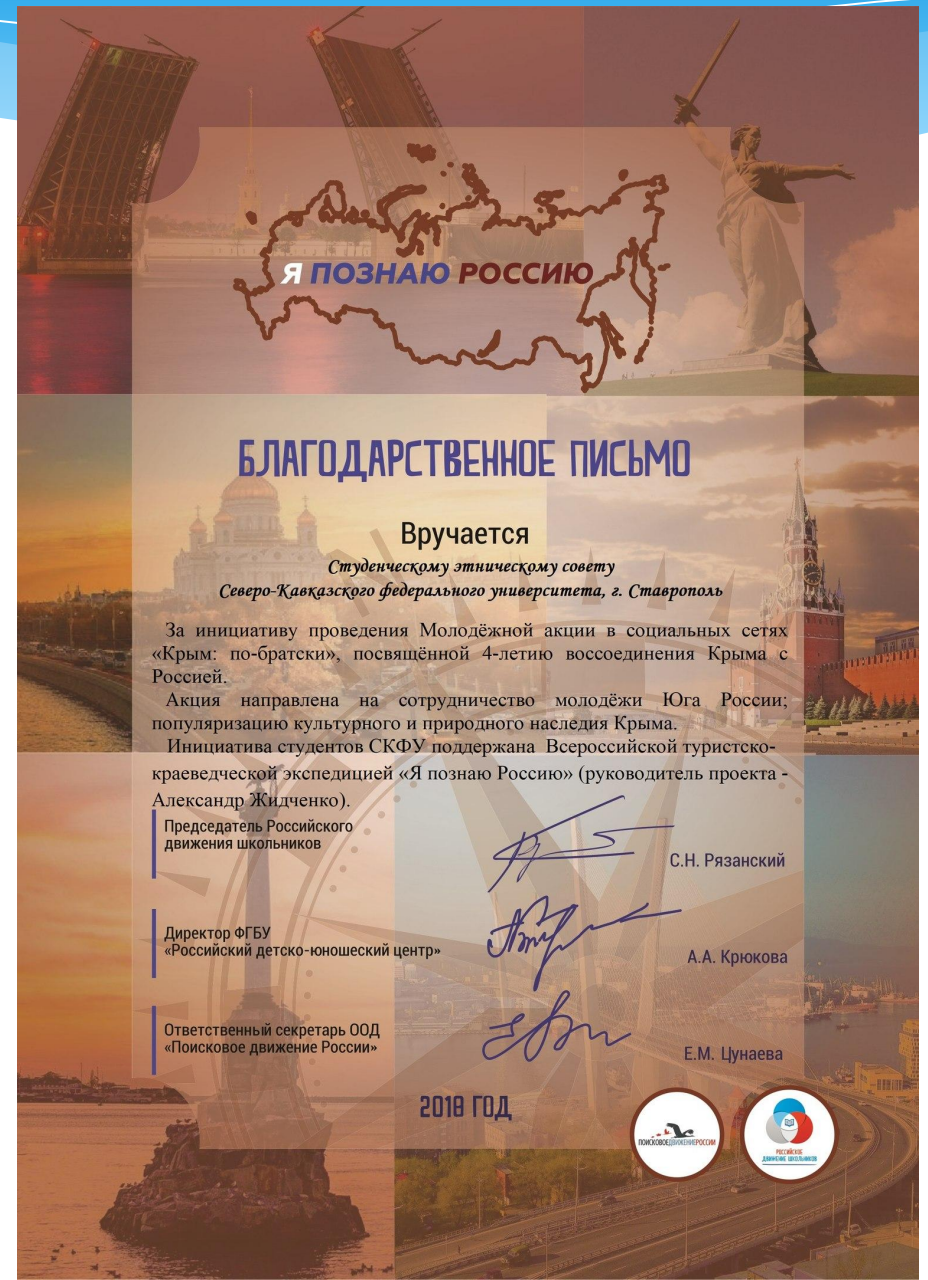 Я ПОЗНАЮ РОССИЮ
БЛАГОДАРСТВЕННОЕ ПИСЬМО
Вручается
Студенческому этническому совету
Северо-Кавказского федерального университета, г. Ставрополь
За инициативу проведения Молодёжной акции в социальных сетях
«Крым: по-братски», посвящённой 4-летию воссоединения Крыма с
Россией.
Акция направлена на сотрудничество молодёжи Юга России;
популяризацию культурного и природного наследия Крыма.
Инициатива студентов СКФУ поддержана Всероссийской туристско-
краеведческой экспедицией «Я познаю Россию» (руководитель проекта -
Александр Жидченко).
Председатель Российского
движения школьников
С.Н. Рязанский
Директор ФГБУ
«Российский детско-юношеский центр»
А.А. Крюкова
Ответственный секретарь ООД
«Поисковое движение России»
Е.М. Цунаева
2018 ГОД
ПОИСКОВОЕДВИЖЕНИЕРОССИИ
РОССИЙСКОЕ
ДВИЖЕНИЕ ШКОЛЬНИКОВ